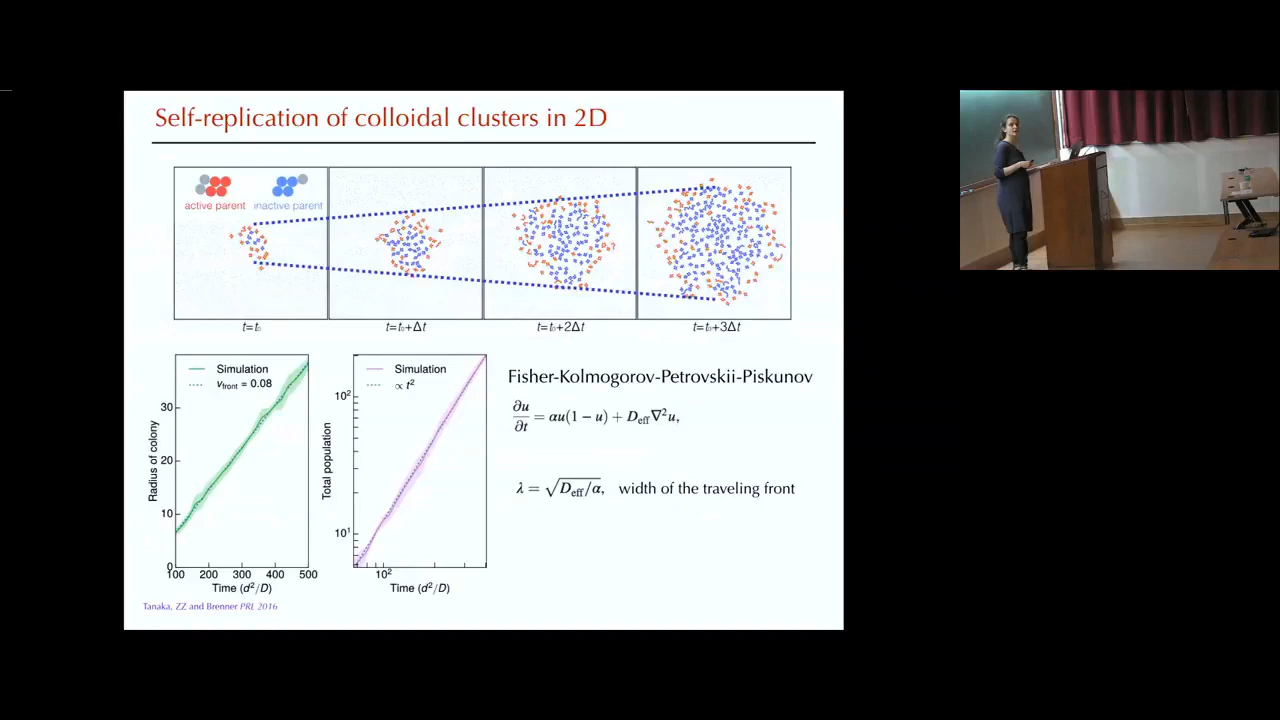 Self-replication of colloidal clusters in 2D
active parent
inactive parent
t=t₀
t=t₀+Δt
t=t₀+2Δt
t=t₀+3Δt
Simulation
v_front = 0.08
Radius of colony
30
20
10
0
100 200 300 400 500
Time (d²/D)
Simulation
∝ t²
Total population
10²
10¹
10²
Time (d²/D)
Fisher-Kolmogorov-Petrovskii-Piskunov
∂u/∂t = αu(1 − u) + D_eff ∇²u,
λ = √(D_eff/α), width of the traveling front
Tanaka, ZZ and Brenner PRL 2016